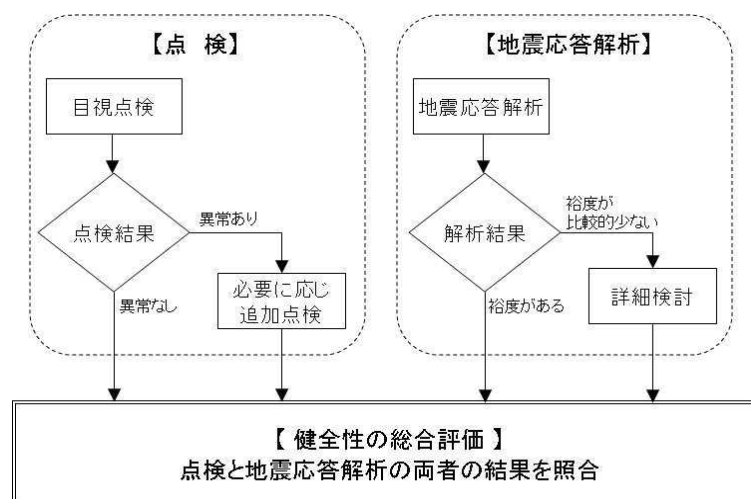 【点 検】
目視点検
点検結果
異常あり
異常なし
必要に応じ
追加点検
【地震応答解析】
地震応答解析
解析結果
裕度が
比較的少ない
裕度がある
詳細検討
【 健全性の総合評価 】
点検と地震応答解析の両者の結果を照合